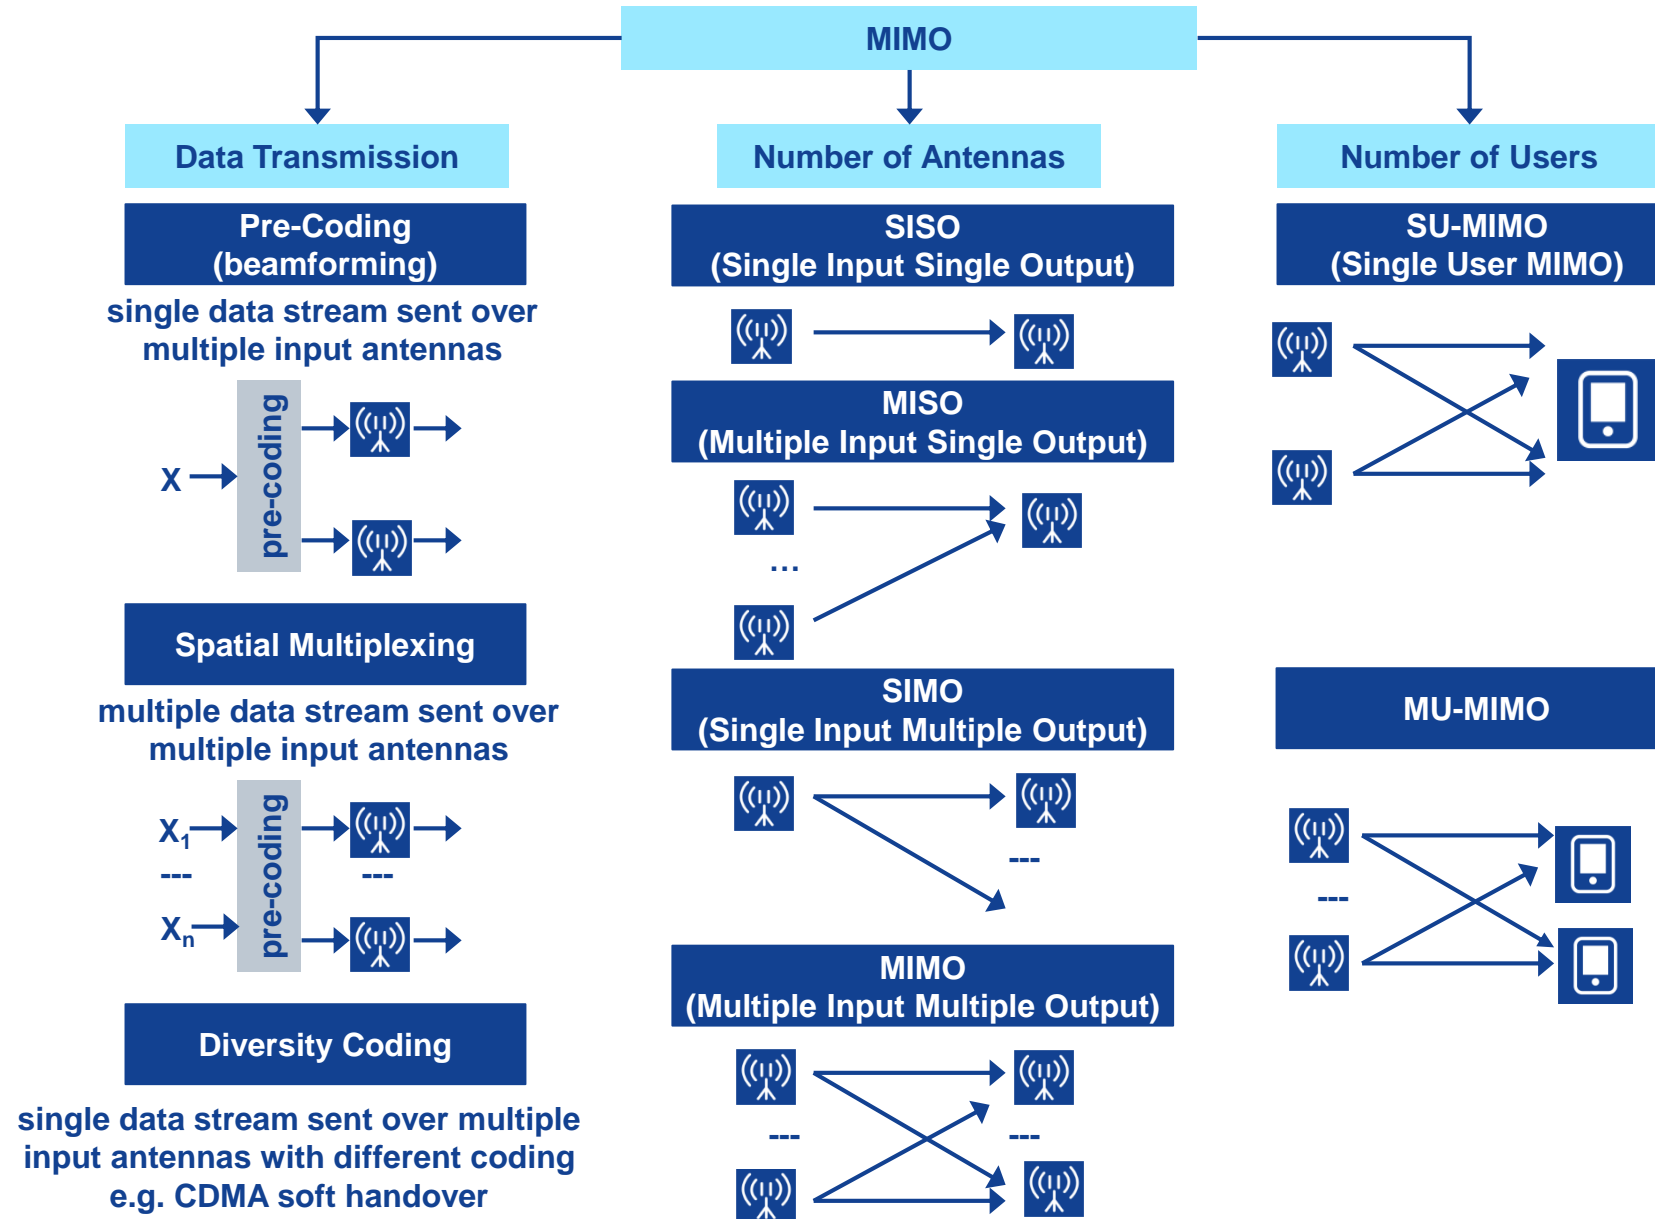 MIMO
Data Transmission
Pre-Coding
(beamforming)
single data stream sent over
multiple input antennas
X
pre-coding
Spatial Multiplexing
multiple data stream sent over
multiple input antennas
X1
---
---
Xn
pre-coding
Diversity Coding
single data stream sent over multiple
input antennas with different coding
e.g. CDMA soft handover
Number of Antennas
SISO
(Single Input Single Output)
MISO
(Multiple Input Single Output)
...
SIMO
(Single Input Multiple Output)
---
MIMO
(Multiple Input Multiple Output)
---
---
Number of Users
SU-MIMO
(Single User MIMO)
MU-MIMO
---